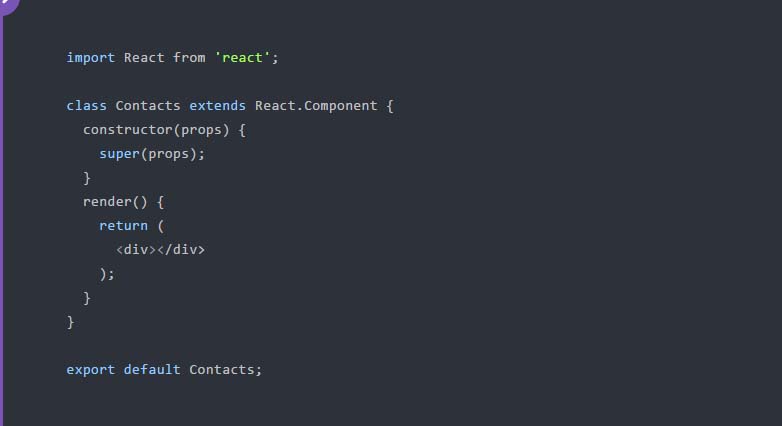 import React from 'react';
class Contacts extends React.Component {
constructor(props) {
super(props);
}
render() {
return (
<div></div>
);
}
}
export default Contacts;